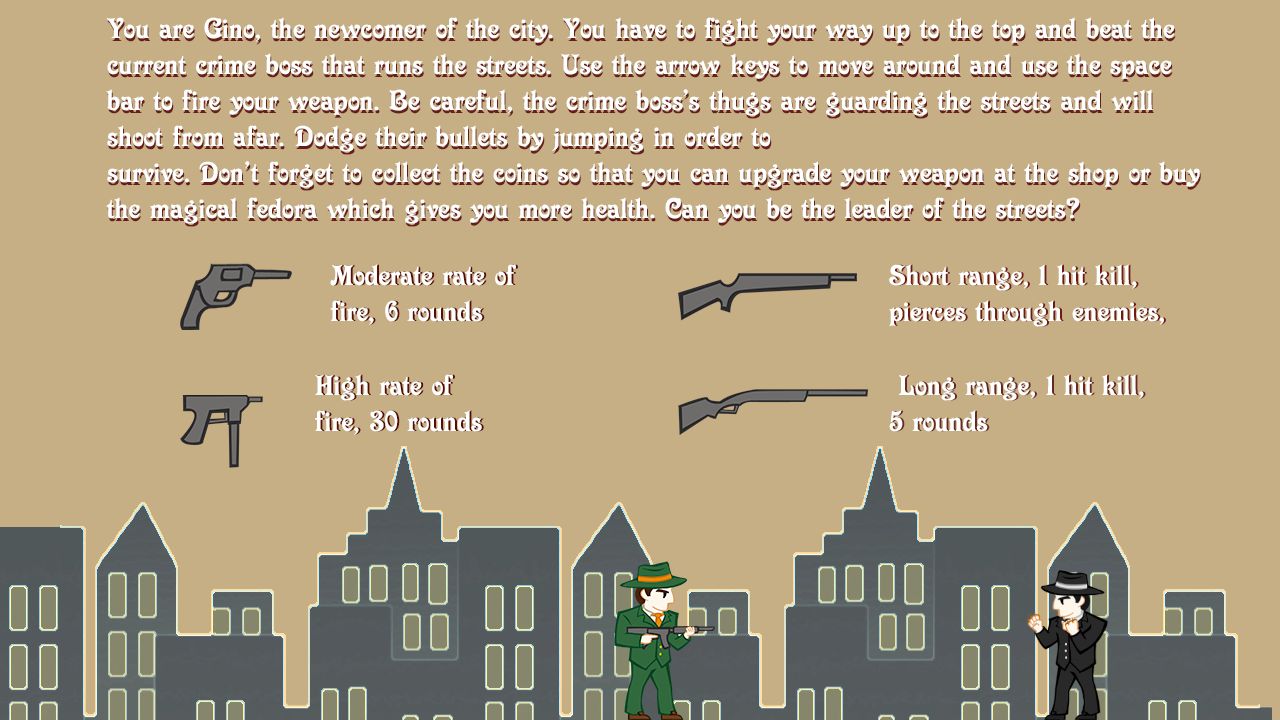 You are Gino, the newcomer of the city. You have to fight your way up to the top and beat the
current crime boss that runs the streets. Use the arrow keys to move around and use the space
bar to fire your weapon. Be careful, the crime boss's thugs are guarding the streets and will
shoot from afar. Dodge their bullets by jumping in order to
survive. Don't forget to collect the coins so that you can upgrade your weapon at the shop or buy
the magical fedora which gives you more health. Can you be the leader of the streets?
Moderate rate of
fire, 6 rounds
Short range, 1 hit kill,
pierces through enemies,
High rate of
fire, 30 rounds
Long range, 1 hit kill,
5 rounds